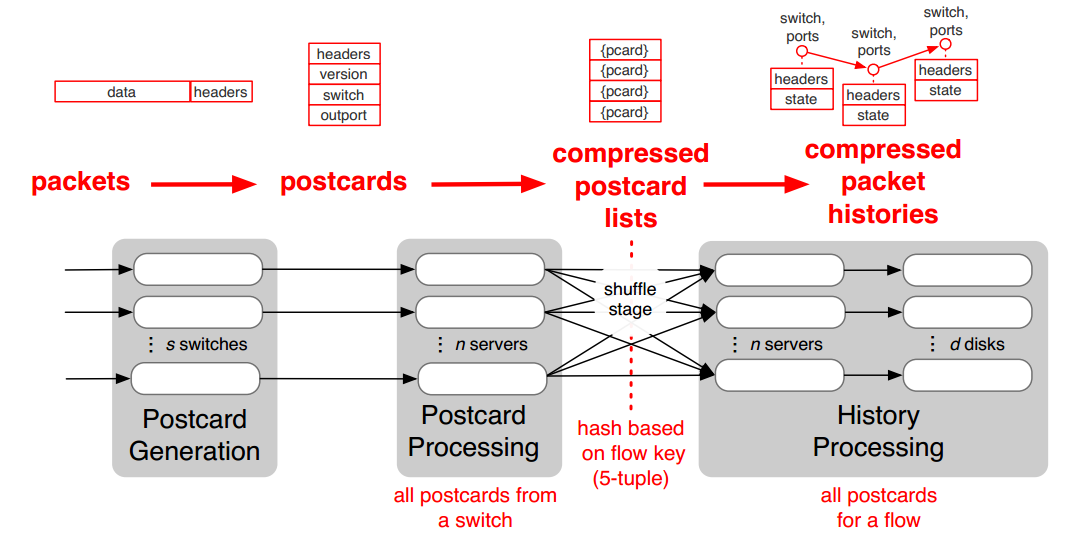 data
headers
headers
version
switch
outport
{pcard}
{pcard}
{pcard}
{pcard}
switch,
ports
headers
state
switch,
ports
headers
state
switch,
ports
headers
state
packets
postcards
compressed
postcard
lists
compressed
packet
histories
shuffle
stage
⋮ s switches
⋮ n servers
⋮ n servers
⋮ d disks
Postcard
Generation
Postcard
Processing
hash based
on flow key
(5-tuple)
History
Processing
all postcards from
a switch
all postcards
for a flow